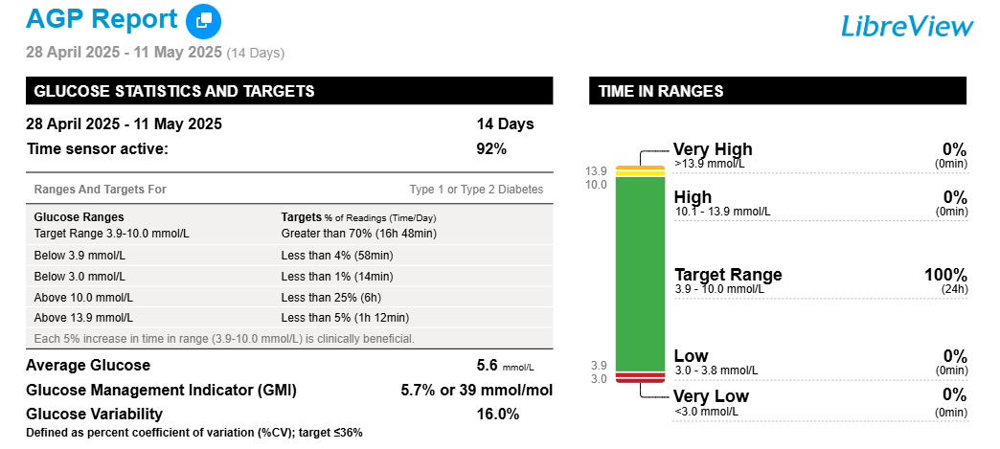 AGP Report
LibreView
28 April 2025 - 11 May 2025 (14 Days)
GLUCOSE STATISTICS AND TARGETS
28 April 2025 - 11 May 2025 14 Days
Time sensor active: 92%
Ranges And Targets For Type 1 or Type 2 Diabetes
Glucose Ranges Targets % of Readings (Time/Day)
Target Range 3.9-10.0 mmol/L Greater than 70% (16h 48min)
Below 3.9 mmol/L Less than 4% (58min)
Below 3.0 mmol/L Less than 1% (14min)
Above 10.0 mmol/L Less than 25% (6h)
Above 13.9 mmol/L Less than 5% (1h 12min)
Each 5% increase in time in range (3.9-10.0 mmol/L) is clinically beneficial.
Average Glucose 5.6 mmol/L
Glucose Management Indicator (GMI) 5.7% or 39 mmol/mol
Glucose Variability 16.0%
Defined as percent coefficient of variation (%CV); target ≤36%
TIME IN RANGES
13.9
10.0
3.9
3.0
Very High 0%
>13.9 mmol/L (0min)
High 0%
10.1 - 13.9 mmol/L (0min)
Target Range 100%
3.9 - 10.0 mmol/L (24h)
Low 0%
3.0 - 3.8 mmol/L (0min)
Very Low 0%
<3.0 mmol/L (0min)